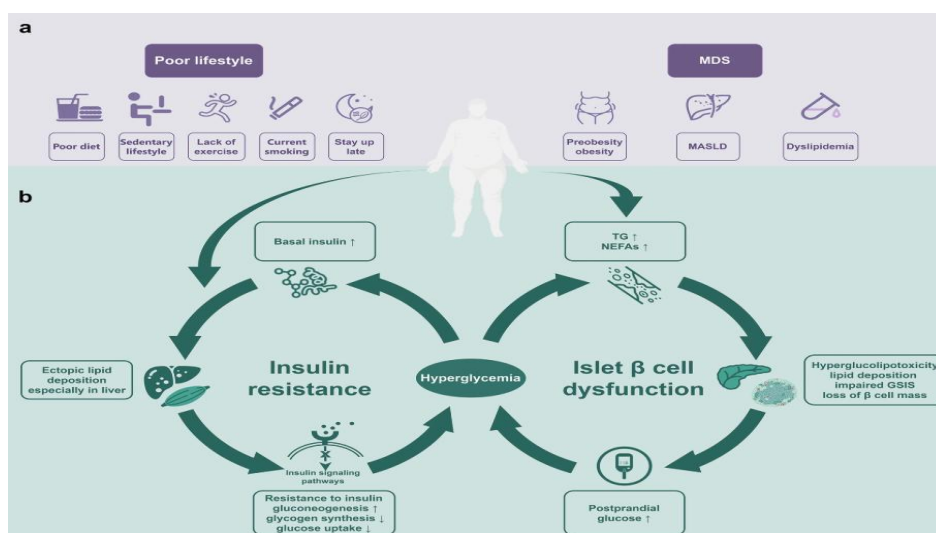 a
Poor lifestyle
MDS
Poor diet
Sedentary
lifestyle
Lack of
exercise
Current
smoking
Stay up
late
Preobesity
obesity
MASLD
Dyslipidemia
b
Basal insulin ↑
TG ↑
NEFAs ↑
Ectopic lipid
deposition
especially in liver
Insulin
resistance
Hyperglycemia
Islet β cell
dysfunction
Hyperglucolipotoxicity
lipid deposition
impaired GSIS
loss of β cell mass
Insulin signaling
pathways
Resistance to insulin
gluconeogenesis ↑
glycogen synthesis ↓
glucose uptake ↓
Postprandial
glucose ↑